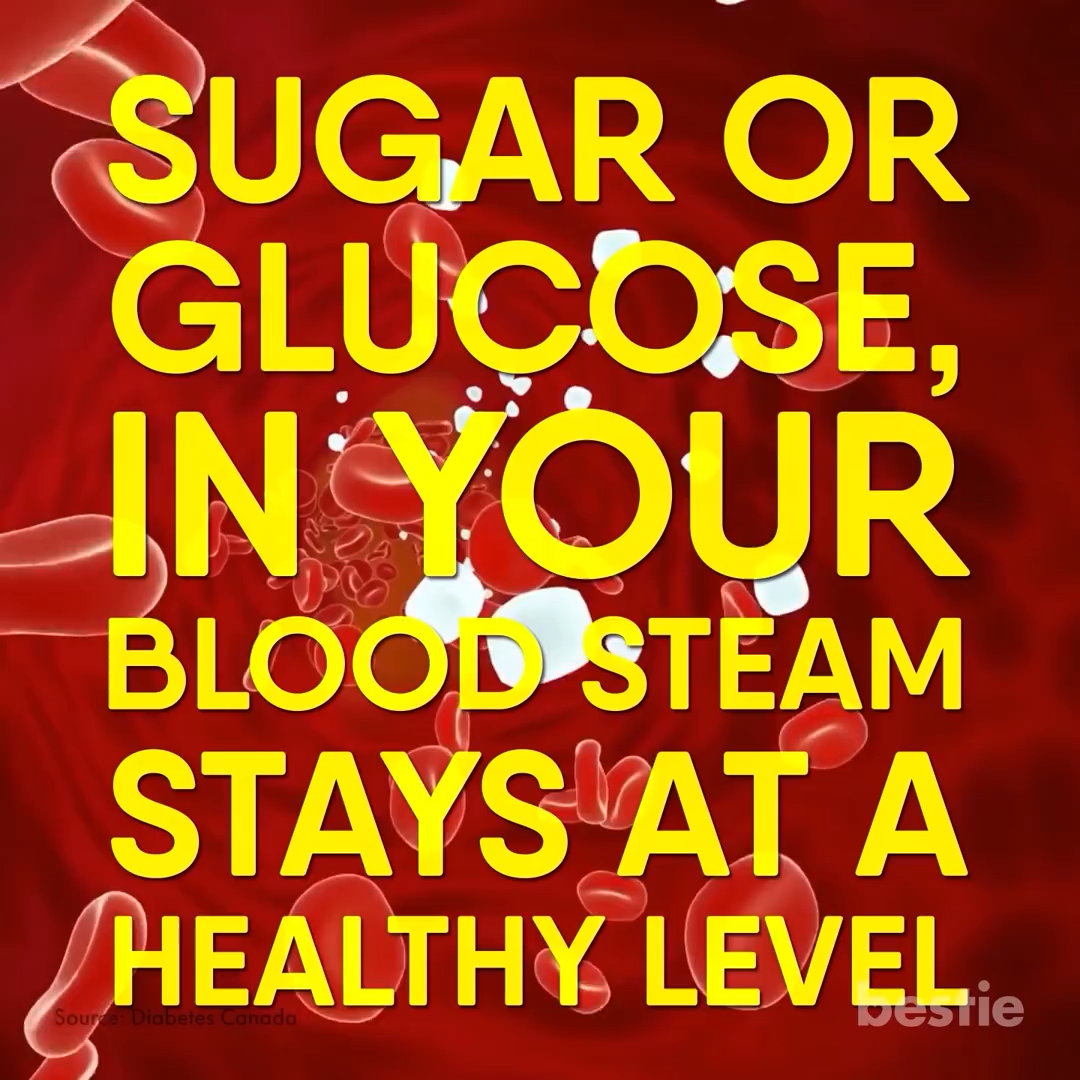 SUGAR OR
GLUCOSE,
IN YOUR
BLOOD STEAM
STAYS AT A
HEALTHY LEVEL
bestie
Source: Diabetes Canada